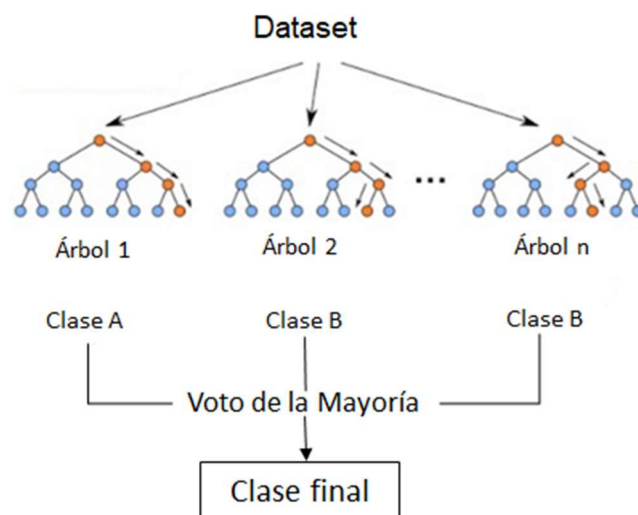 Dataset
...
Árbol 1
Árbol 2
Árbol n
Clase A
Clase B
Clase B
Voto de la Mayoría
Clase final